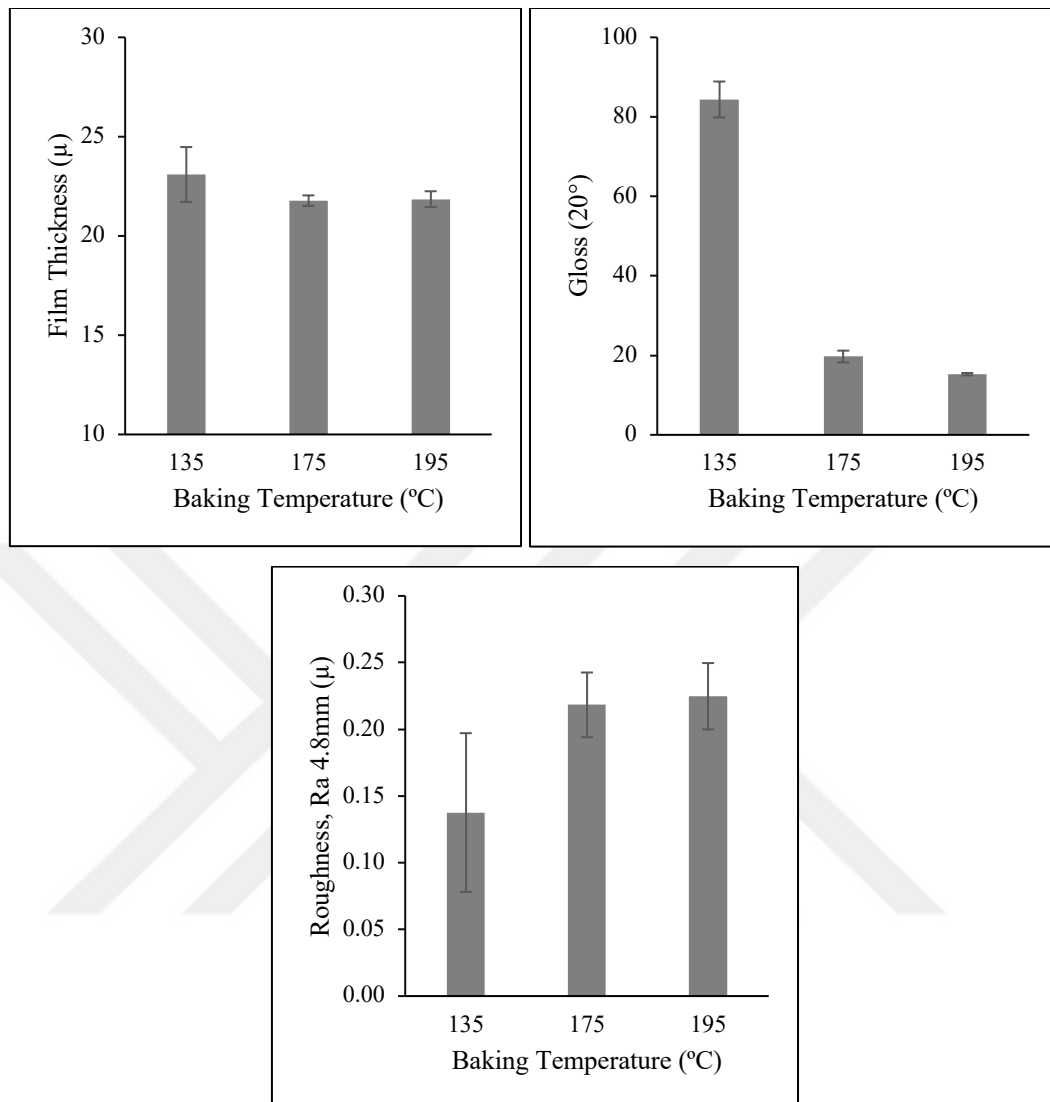 30
25
20
15
10
Film Thickness (µ)
135 175 195
Baking Temperature (ºC)
100
80
60
40
20
0
Gloss (20°)
135 175 195
Baking Temperature (ºC)
0.30
0.25
0.20
0.15
0.10
0.05
0.00
Roughness, Ra 4.8mm (µ)
135 175 195
Baking Temperature (ºC)